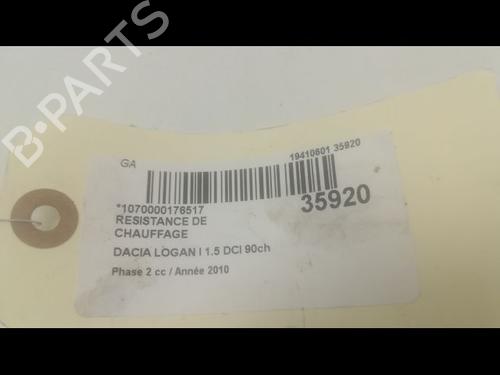 B-PARTS
GA
19410601 35920
*1070000176517
35920
RESISTANCE DE
CHAUFFAGE
DACIA LOGAN I 1.5 DCI 90ch
Phase 2 cc / Année 2010